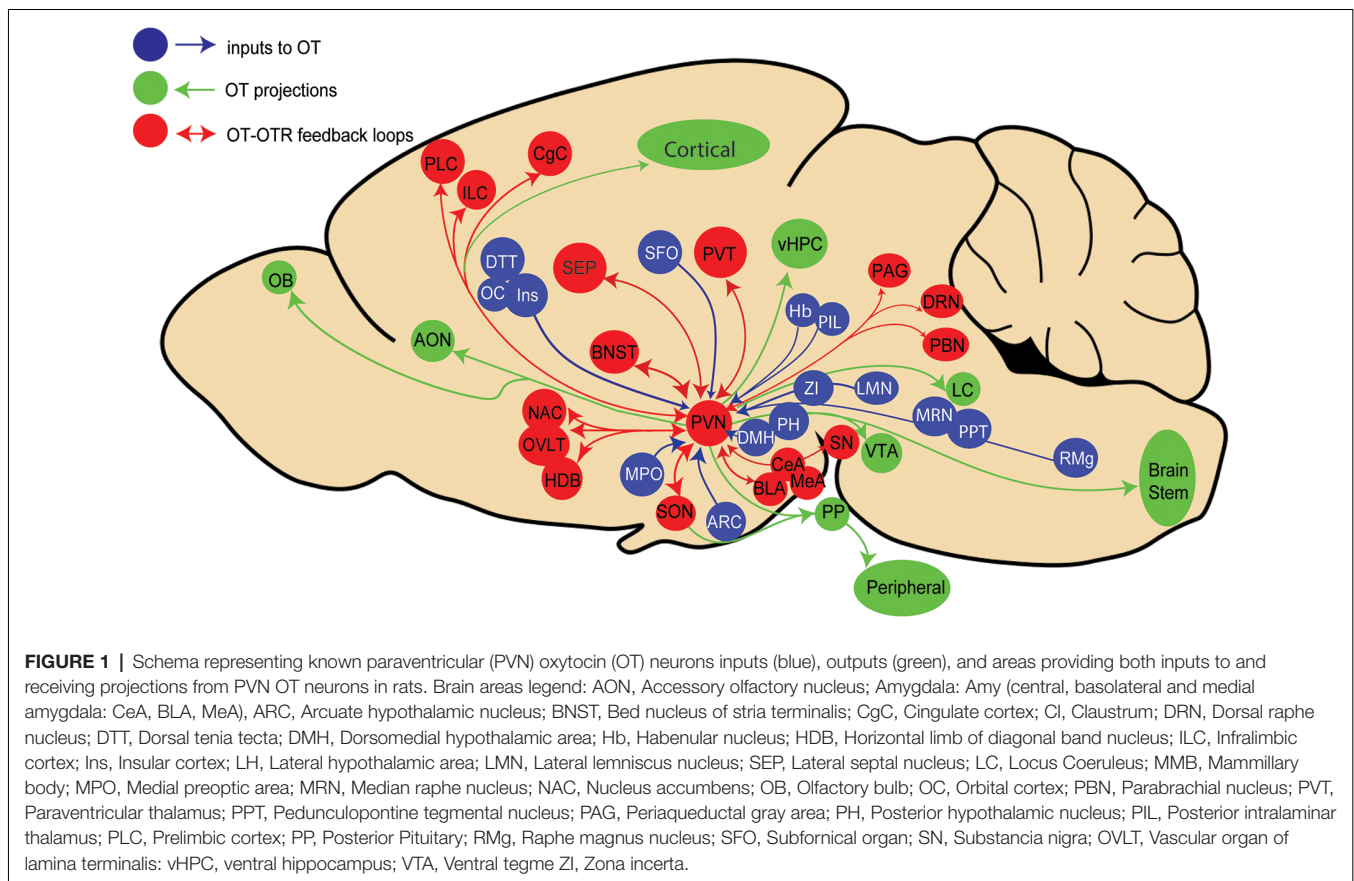 inputs to OT
OT projections
OT-OTR feedback loops
PLC
CgC
Cortical
ILC
DTT
OC
Ins
SEP
SFO
PVT
vHPC
PAG
DRN
PBN
OB
AON
BNST
Hb
PIL
NAC
OVLT
HDB
PVN
ZI
LMN
LC
MRN
PPT
RMg
DMH
PH
SN
VTA
MPO
CeA
BLA
MeA
SON
ARC
PP
Brain
Stem
Peripheral
FIGURE 1 | Schema representing known paraventricular (PVN) oxytocin (OT) neurons inputs (blue), outputs (green), and areas providing both inputs to and
receiving projections from PVN OT neurons in rats. Brain areas legend: AON, Accessory olfactory nucleus; Amygdala: Amy (central, basolateral and medial
amygdala: CeA, BLA, MeA), ARC, Arcuate hypothalamic nucleus; BNST, Bed nucleus of stria terminalis; CgC, Cingulate cortex; Cl, Claustrum; DRN, Dorsal raphe
nucleus; DTT, Dorsal tenia tecta; DMH, Dorsomedial hypothalamic area; Hb, Habenular nucleus; HDB, Horizontal limb of diagonal band nucleus; ILC, Infralimbic
cortex; Ins, Insular cortex; LH, Lateral hypothalamic area; LMN, Lateral lemniscus nucleus; SEP, Lateral septal nucleus; LC, Locus Coeruleus; MMB, Mammillary
body; MPO, Medial preoptic area; MRN, Median raphe nucleus; NAC, Nucleus accumbens; OB, Olfactory bulb; OC, Orbital cortex; PBN, Parabrachial nucleus; PVT,
Paraventricular thalamus; PPT, Pedunculopontine tegmental nucleus; PAG, Periaqueductal gray area; PH, Posterior hypothalamic nucleus; PIL, Posterior intralaminar
thalamus; PLC, Prelimbic cortex; PP, Posterior Pituitary; RMg, Raphe magnus nucleus; SFO, Subfornical organ; SN, Substancia nigra; OVLT, Vascular organ of
lamina terminalis: vHPC, ventral hippocampus; VTA, Ventral tegme ZI, Zona incerta.